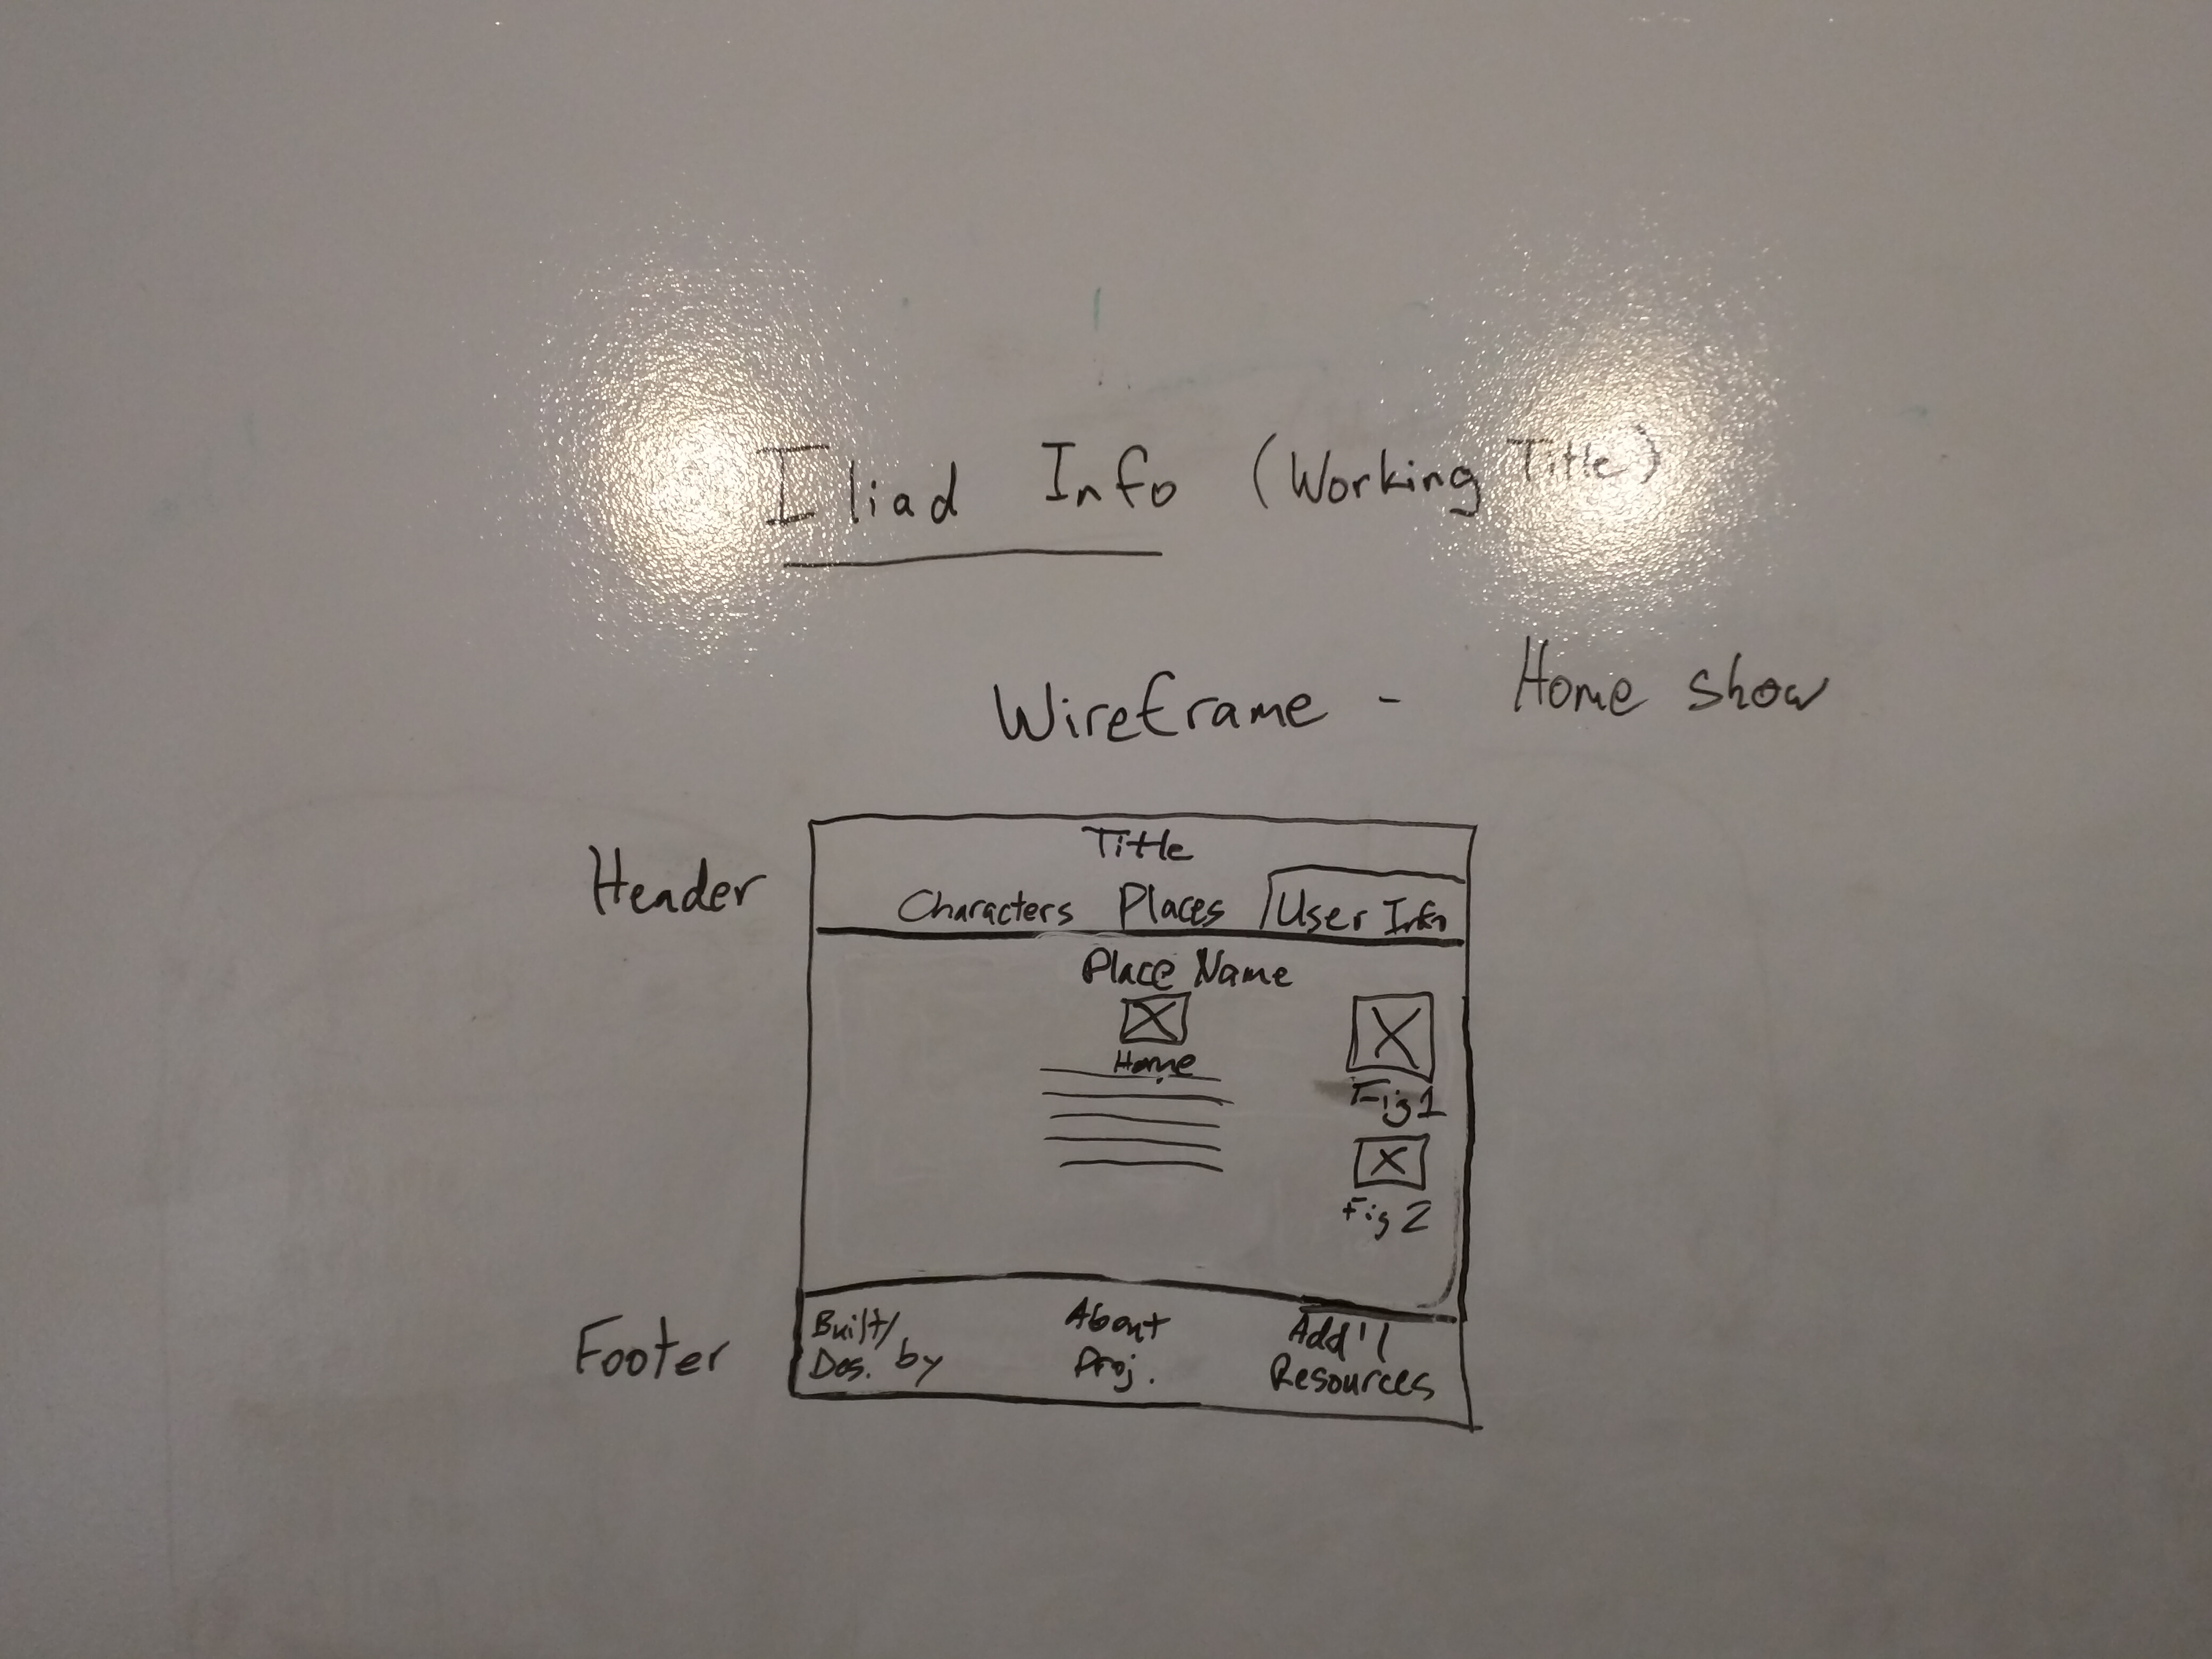 Iliad Info (Working Title)
Wireframe - Home show
Header
Title
Characters Places User Info
Place Name
Home
Fig 1
Fig 2
Footer
Built/
Des. by
About
Proj.
Add'l
Resources